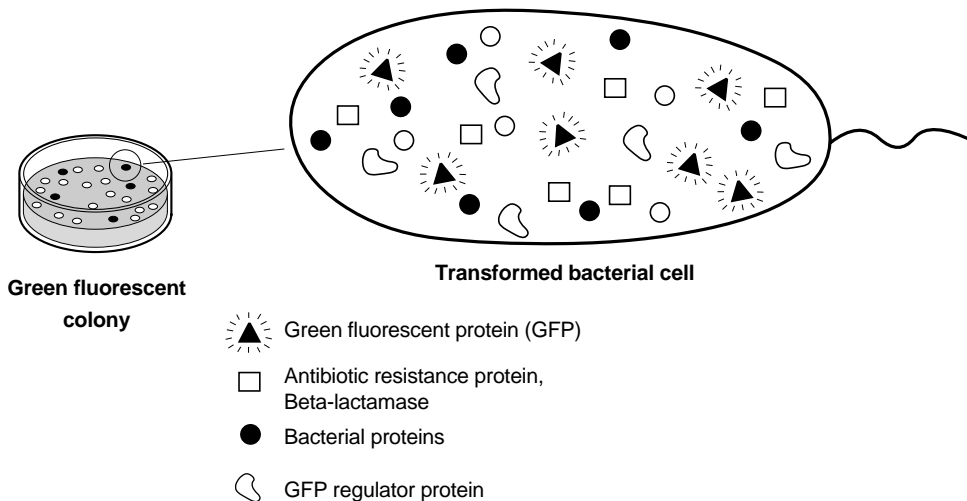 Transformed bacterial cell
Green fluorescent
colony
Green fluorescent protein (GFP)
Antibiotic resistance protein,
Beta-lactamase
Bacterial proteins
GFP regulator protein